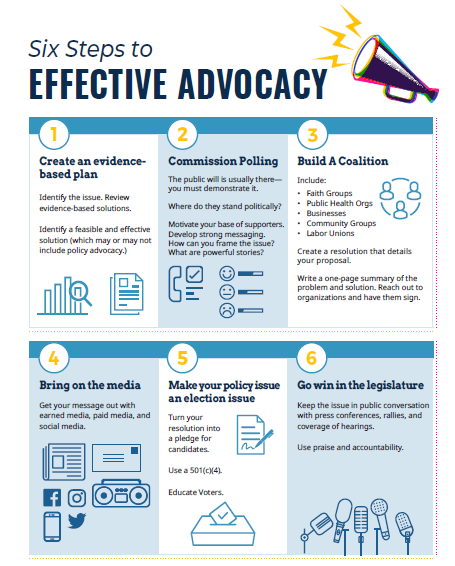 Six Steps to
EFFECTIVE ADVOCACY
1
Create an evidence-
based plan
Identify the issue. Review
evidence-based solutions.
Identify a feasible and effective
solution (which may or may not
include policy advocacy.)
2
Commission Polling
The public will is usually there—
you must demonstrate it.
Where do they stand politically?
Motivate your base of supporters.
Develop strong messaging.
How can you frame the issue?
What are powerful stories?
3
Build A Coalition
Include:
• Faith Groups
• Public Health Orgs
• Businesses
• Community Groups
• Labor Unions
Create a resolution that details
your proposal.
Write a one-page summary of the
problem and solution. Reach out to
organizations and have them sign.
4
Bring on the media
Get your message out with
earned media, paid media, and
social media.
5
Make your policy issue
an election issue
Turn your
resolution into
a pledge for
candidates.
Use a 501(c)(4).
Educate Voters.
6
Go win in the legislature
Keep the issue in public conversation
with press conferences, rallies, and
coverage of hearings.
Use praise and accountability.